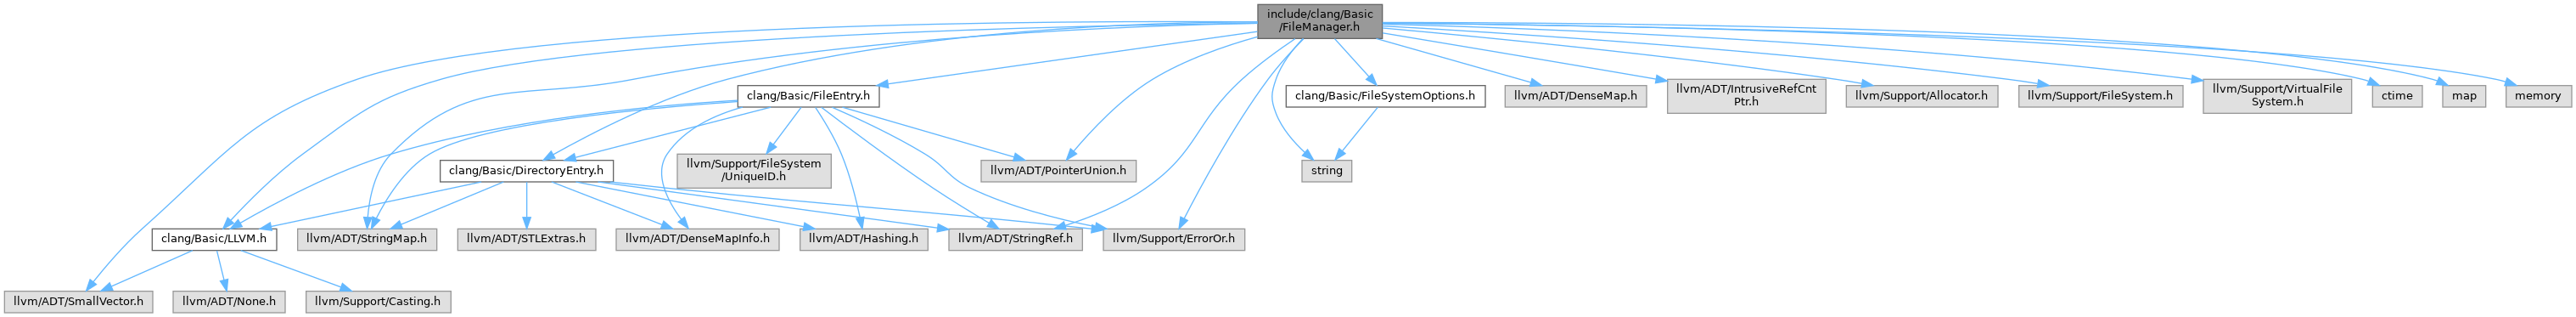 include/clang/Basic
/FileManager.h
clang/Basic/FileEntry.h
clang/Basic/FileSystemOptions.h
llvm/ADT/DenseMap.h
llvm/ADT/IntrusiveRefCnt
Ptr.h
llvm/Support/Allocator.h
llvm/Support/FileSystem.h
llvm/Support/VirtualFile
System.h
ctime
map
memory
clang/Basic/DirectoryEntry.h
llvm/Support/FileSystem
/UniqueID.h
llvm/ADT/PointerUnion.h
string
clang/Basic/LLVM.h
llvm/ADT/StringMap.h
llvm/ADT/STLExtras.h
llvm/ADT/DenseMapInfo.h
llvm/ADT/Hashing.h
llvm/ADT/StringRef.h
llvm/Support/ErrorOr.h
llvm/ADT/SmallVector.h
llvm/ADT/None.h
llvm/Support/Casting.h